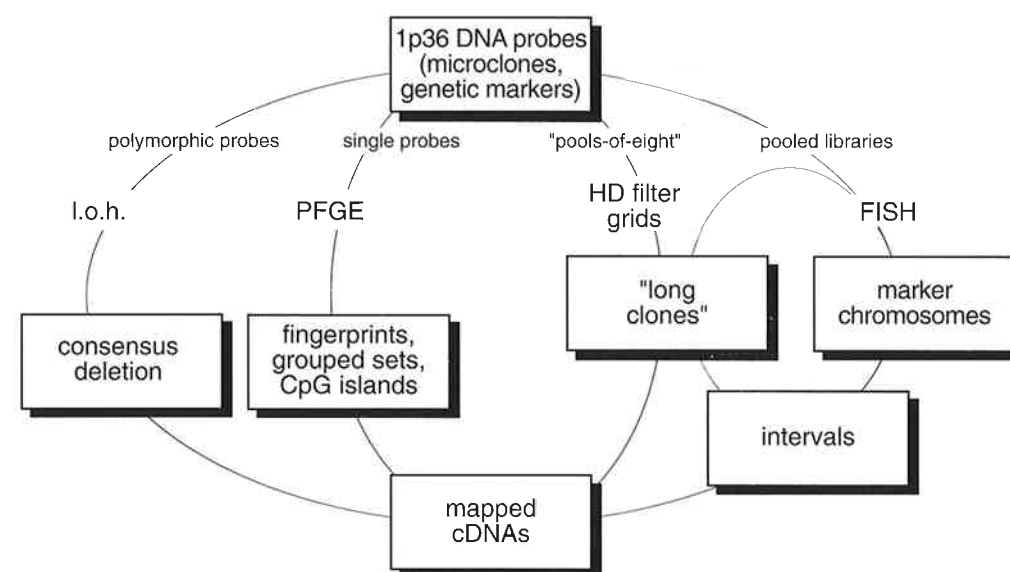 1p36 DNA probes
(microclones,
genetic markers)
polymorphic probes
single probes
"pools-of-eight"
pooled libraries
l.o.h.
PFGE
HD filter
grids
FISH
"long
clones"
marker
chromosomes
consensus
deletion
fingerprints,
grouped sets,
CpG islands
intervals
mapped
cDNAs